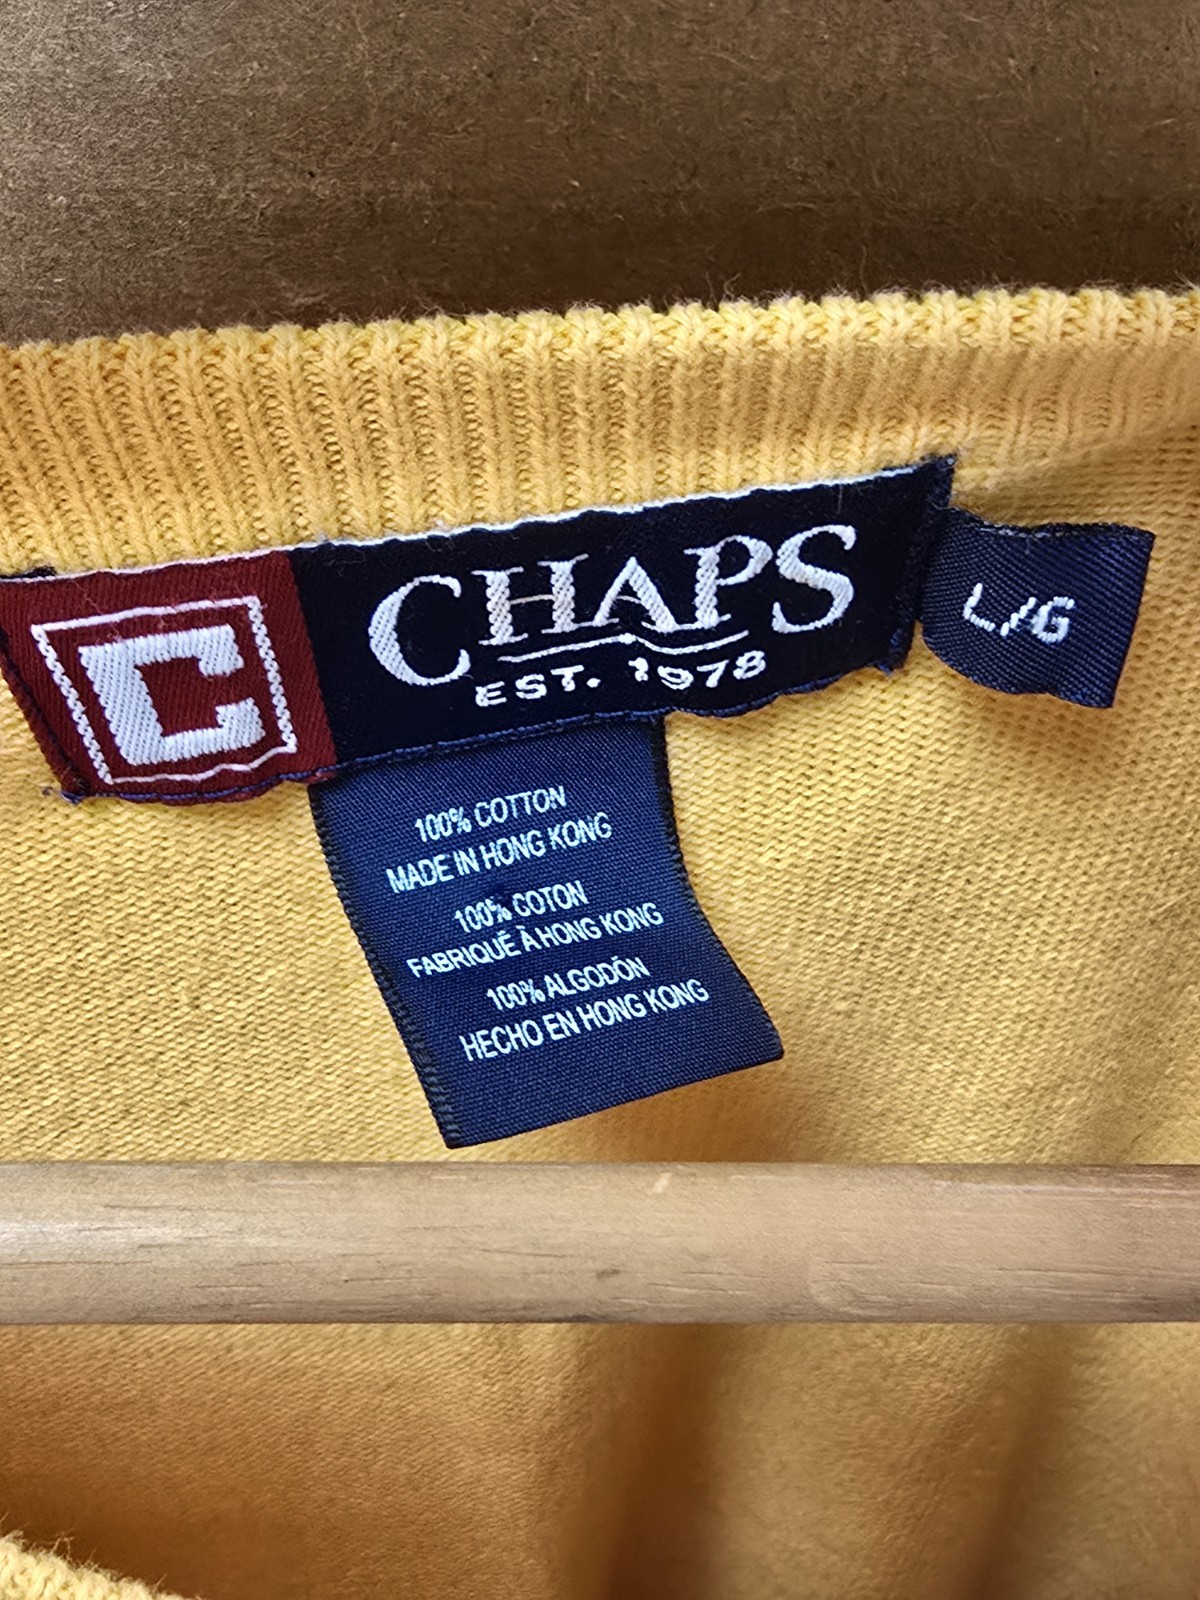 C
CHAPS
EST. 1978
L/G
100% COTTON
MADE IN HONG KONG
100% COTON
FABRIQUÉ À HONG KONG
100% ALGODÓN
HECHO EN HONG KONG